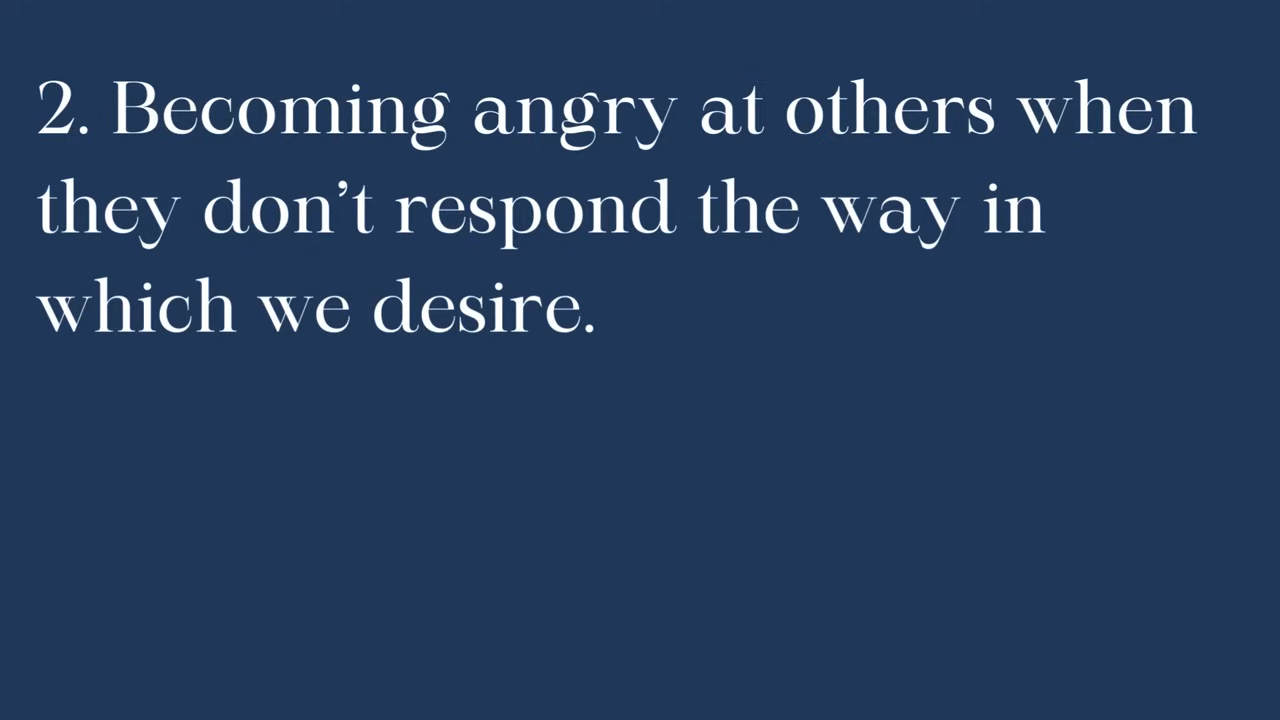 2. Becoming angry at others when
they don’t respond the way in
which we desire.